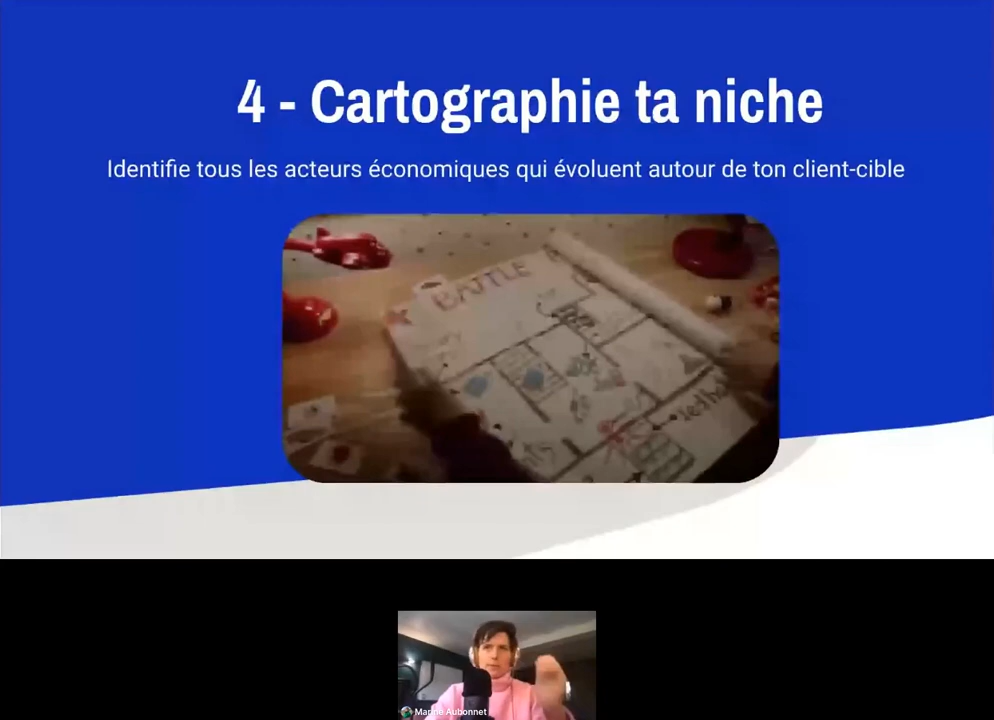 4 - Cartographie ta niche
Identifie tous les acteurs économiques qui évoluent autour de ton client-cible
BATTLE
Marine Aubonnet